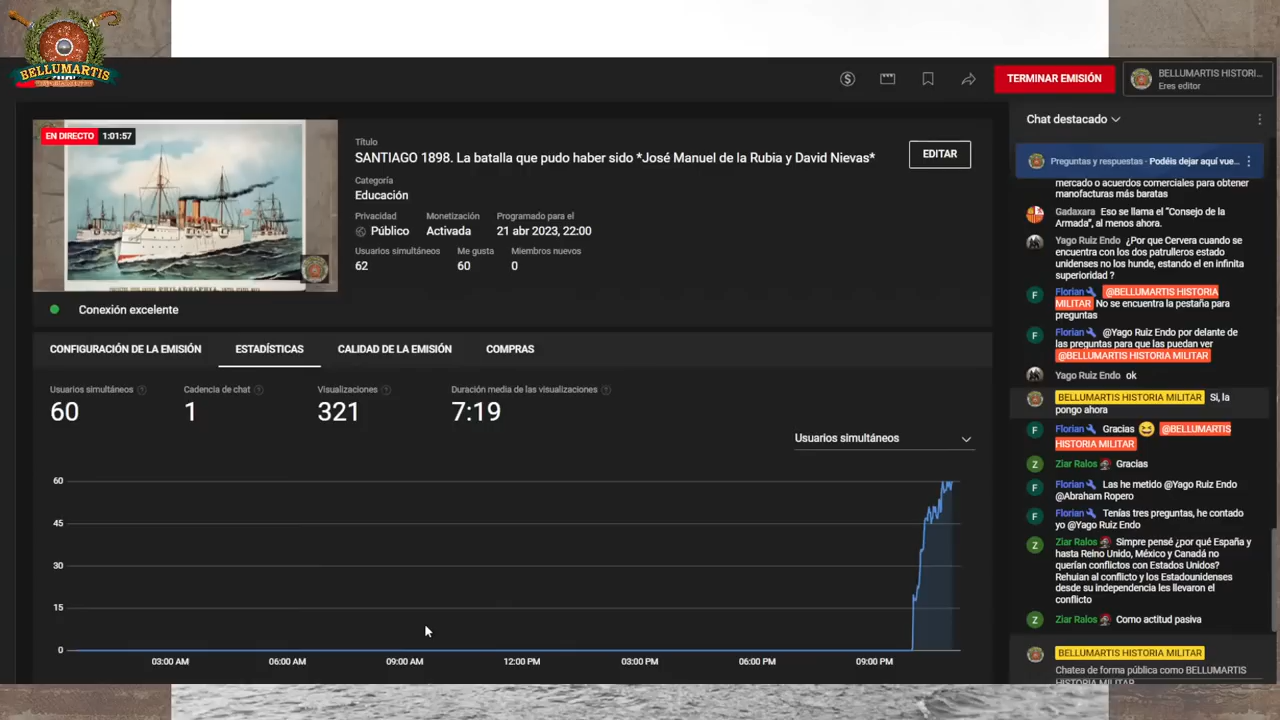 BELLUMARTIS
TERMINAR EMISIÓN
BELLUMARTIS HISTORI...
Eres editor
EN DIRECTO 1:01:57
Título
SANTIAGO 1898. La batalla que pudo haber sido *José Manuel de la Rubia y David Nievas*
EDITAR
Categoría
Educación
Privacidad Monetización Programado para el
Público Activada 21 abr 2023, 22:00
Usuarios simultáneos Me gusta Miembros nuevos
62 60 0
Conexión excelente
CONFIGURACIÓN DE LA EMISIÓN ESTADÍSTICAS CALIDAD DE LA EMISIÓN COMPRAS
Usuarios simultáneos Cadencia de chat Visualizaciones Duración media de las visualizaciones
60 1 321 7:19
Usuarios simultáneos
60
45
30
15
0
03:00 AM 06:00 AM 09:00 AM 12:00 PM 03:00 PM 06:00 PM 09:00 PM
Chat destacado
Preguntas y respuestas · Podéis dejar aquí vue...
mercado o acuerdos comerciales para obtener
manofacturas más baratas
Gadaxara Eso se llama el "Consejo de la
Armada", al menos ahora.
Yago Ruiz Endo ¿Por que Cervera cuando se
encuentra con los dos patrulleros estado
unidenses no los hunde, estando el en infinita
superioridad ?
Florian @BELLUMARTIS HISTORIA
MILITAR No se encuentra la pestaña para
preguntas
Florian @Yago Ruiz Endo por delante de
las preguntas para que las puedan ver
@BELLUMARTIS HISTORIA MILITAR
Yago Ruiz Endo ok
BELLUMARTIS HISTORIA MILITAR Si, la
pongo ahora
Florian Gracias 😆 @BELLUMARTIS
HISTORIA MILITAR
Ziar Ralos Gracias
Florian Las he metido @Yago Ruiz Endo
@Abraham Ropero
Florian Tenías tres preguntas, he contado
yo @Yago Ruiz Endo
Ziar Ralos Simpre pensé ¿por qué España y
hasta Reino Unido, México y Canadá no
querían conflictos con Estados Unidos?
Rehuian al conflicto y los Estadounidenses
desde su independencia les llevaron el
conflicto
Ziar Ralos Como actitud pasiva
BELLUMARTIS HISTORIA MILITAR
Chatea de forma pública como BELLUMARTIS
HISTORIA MILITAR